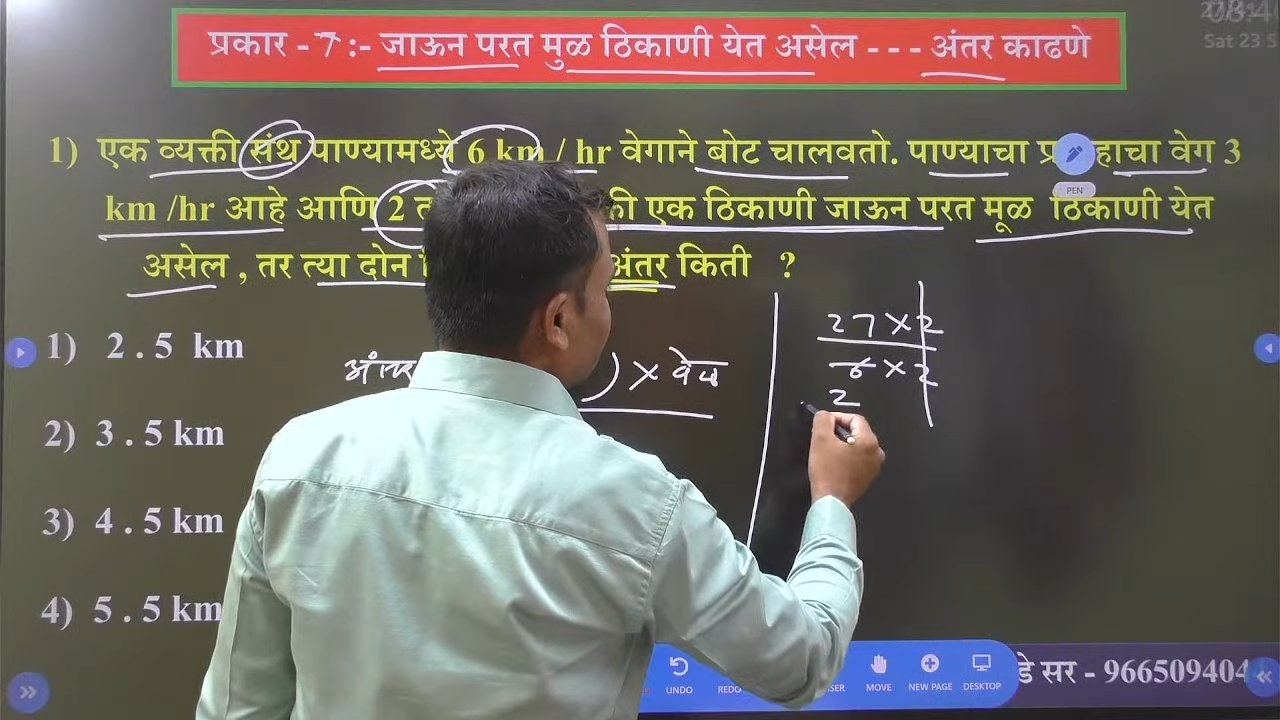 प्रकार - 7 :- जाऊन परत मुळ ठिकाणी येत असेल - - - अंतर काढणे
Sat 23 S
1) एक व्यक्ती संथ पाण्यामध्ये 6 km / hr वेगाने बोट चालवतो. पाण्याचा वेग 3
PEN
km /hr आहे आणि 2 एक ठिकाणी जाऊन परत मूळ ठिकाणी येत
असेल , तर त्या दोन अंतर किती ?
27 × 2
1) 2 . 5 km
) × वेळ
6 × 2
2
2) 3 . 5 km
3) 4 . 5 km
4) 5 . 5 km
UNDO MOVE NEW PAGE DESKTOP
डे सर - 966509404